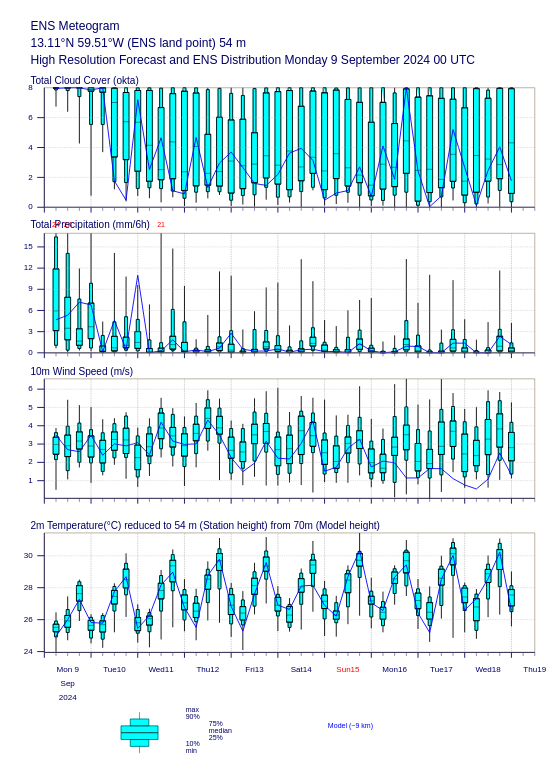 ENS Meteogram
13.11°N 59.51°W (ENS land point) 54 m
High Resolution Forecast and ENS Distribution Monday 9 September 2024 00 UTC
Total Cloud Cover (okta)
8
6
4
2
0
Total Precipitation (mm/6h)
21
15
12
9
6
3
0
10m Wind Speed (m/s)
6
5
4
3
2
1
2m Temperature(°C) reduced to 54 m (Station height) from 70m (Model height)
30
28
26
24
Mon 9 Tue10 Wed11 Thu12 Fri13 Sat14 Sun15 Mon16 Tue17 Wed18 Thu19
Sep
2024
max
90%
75%
median
25%
10%
min
Model (~9 km)